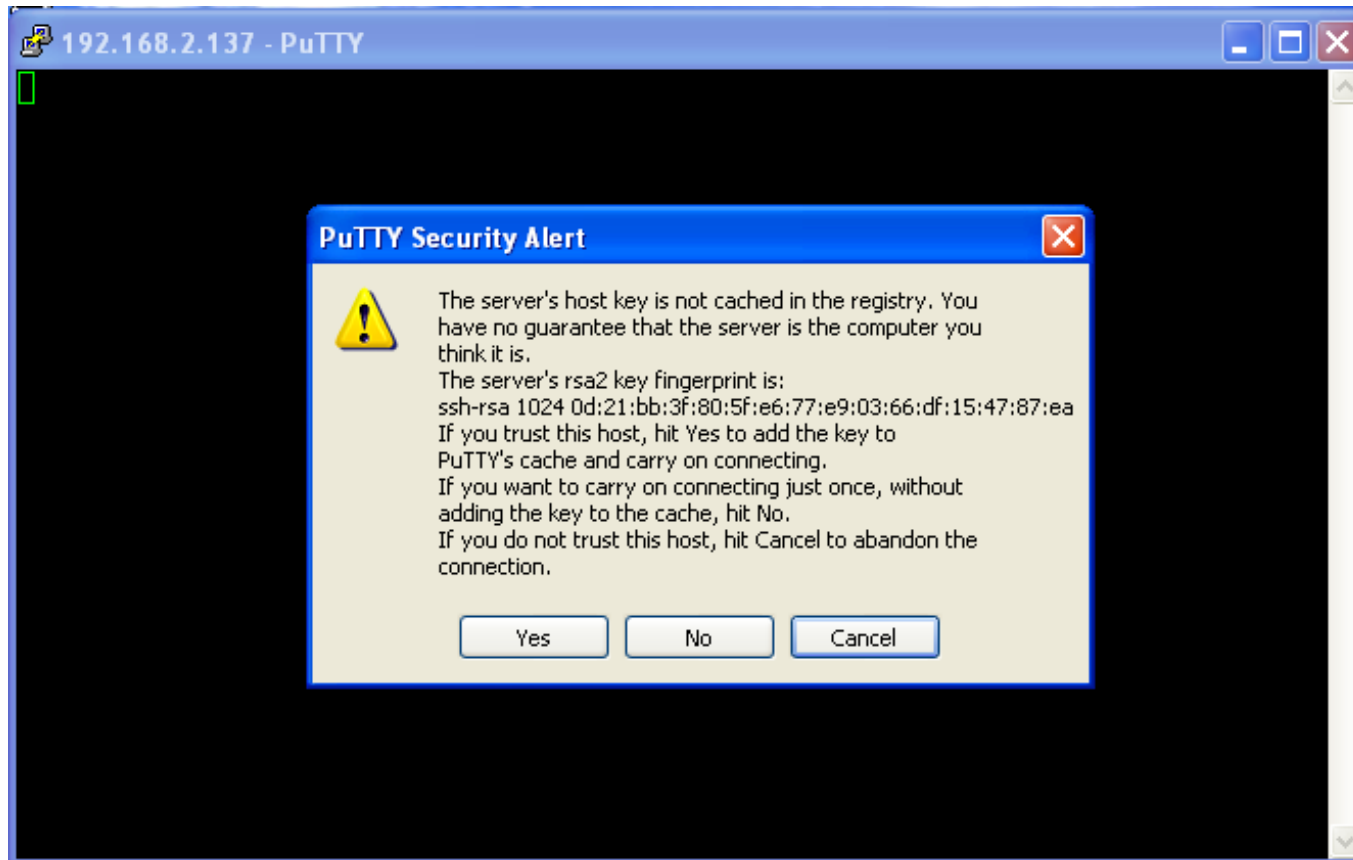 192.168.2.137 - PuTTY
PuTTY Security Alert
The server's host key is not cached in the registry. You
have no guarantee that the server is the computer you
think it is.
The server's rsa2 key fingerprint is:
ssh-rsa 1024 0d:21:bb:3f:80:5f:e6:77:e9:03:66:df:15:47:87:ea
If you trust this host, hit Yes to add the key to
PuTTY's cache and carry on connecting.
If you want to carry on connecting just once, without
adding the key to the cache, hit No.
If you do not trust this host, hit Cancel to abandon the
connection.
Yes No Cancel